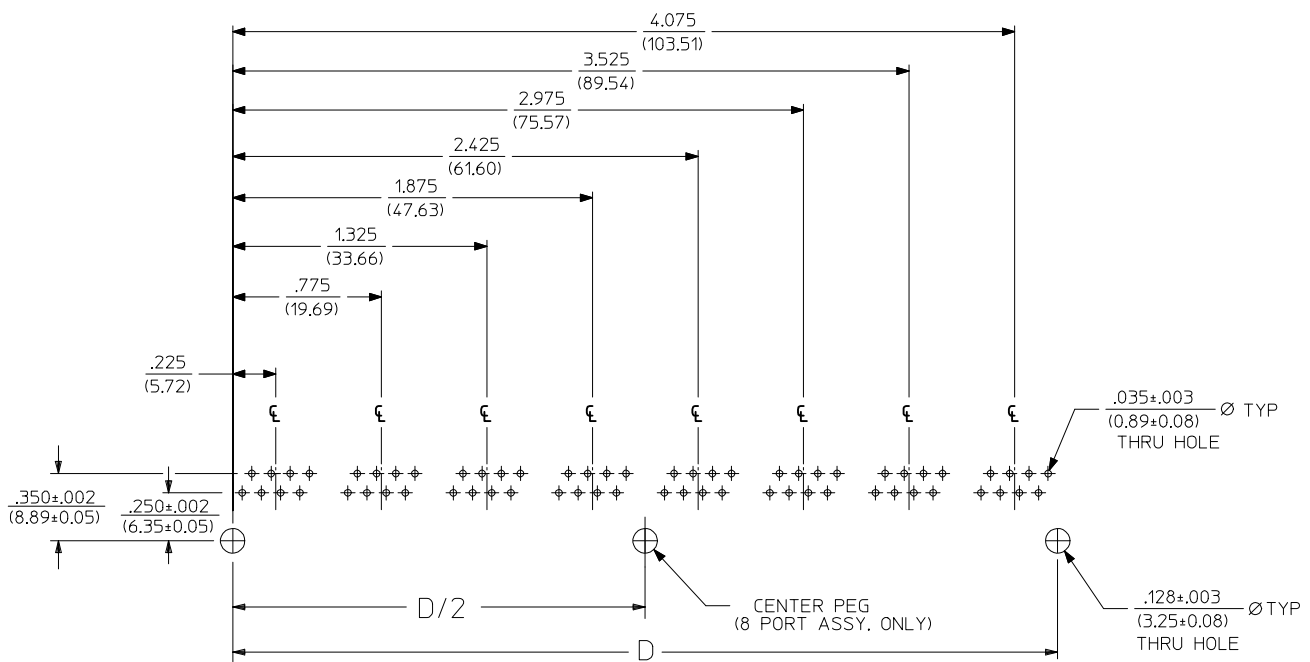 4.075
(103.51)
3.525
(89.54)
2.975
(75.57)
2.425
(61.60)
1.875
(47.63)
1.325
(33.66)
.775
(19.69)
.225
(5.72)
℄ ℄ ℄ ℄ ℄ ℄ ℄ ℄
.035±.003
(0.89±0.08)
Ø TYP
THRU HOLE
.350±.002
(8.89±0.05)
.250±.002
(6.35±0.05)
D/2
CENTER PEG
(8 PORT ASSY. ONLY)
D
.128±.003
(3.25±0.08)
Ø TYP
THRU HOLE